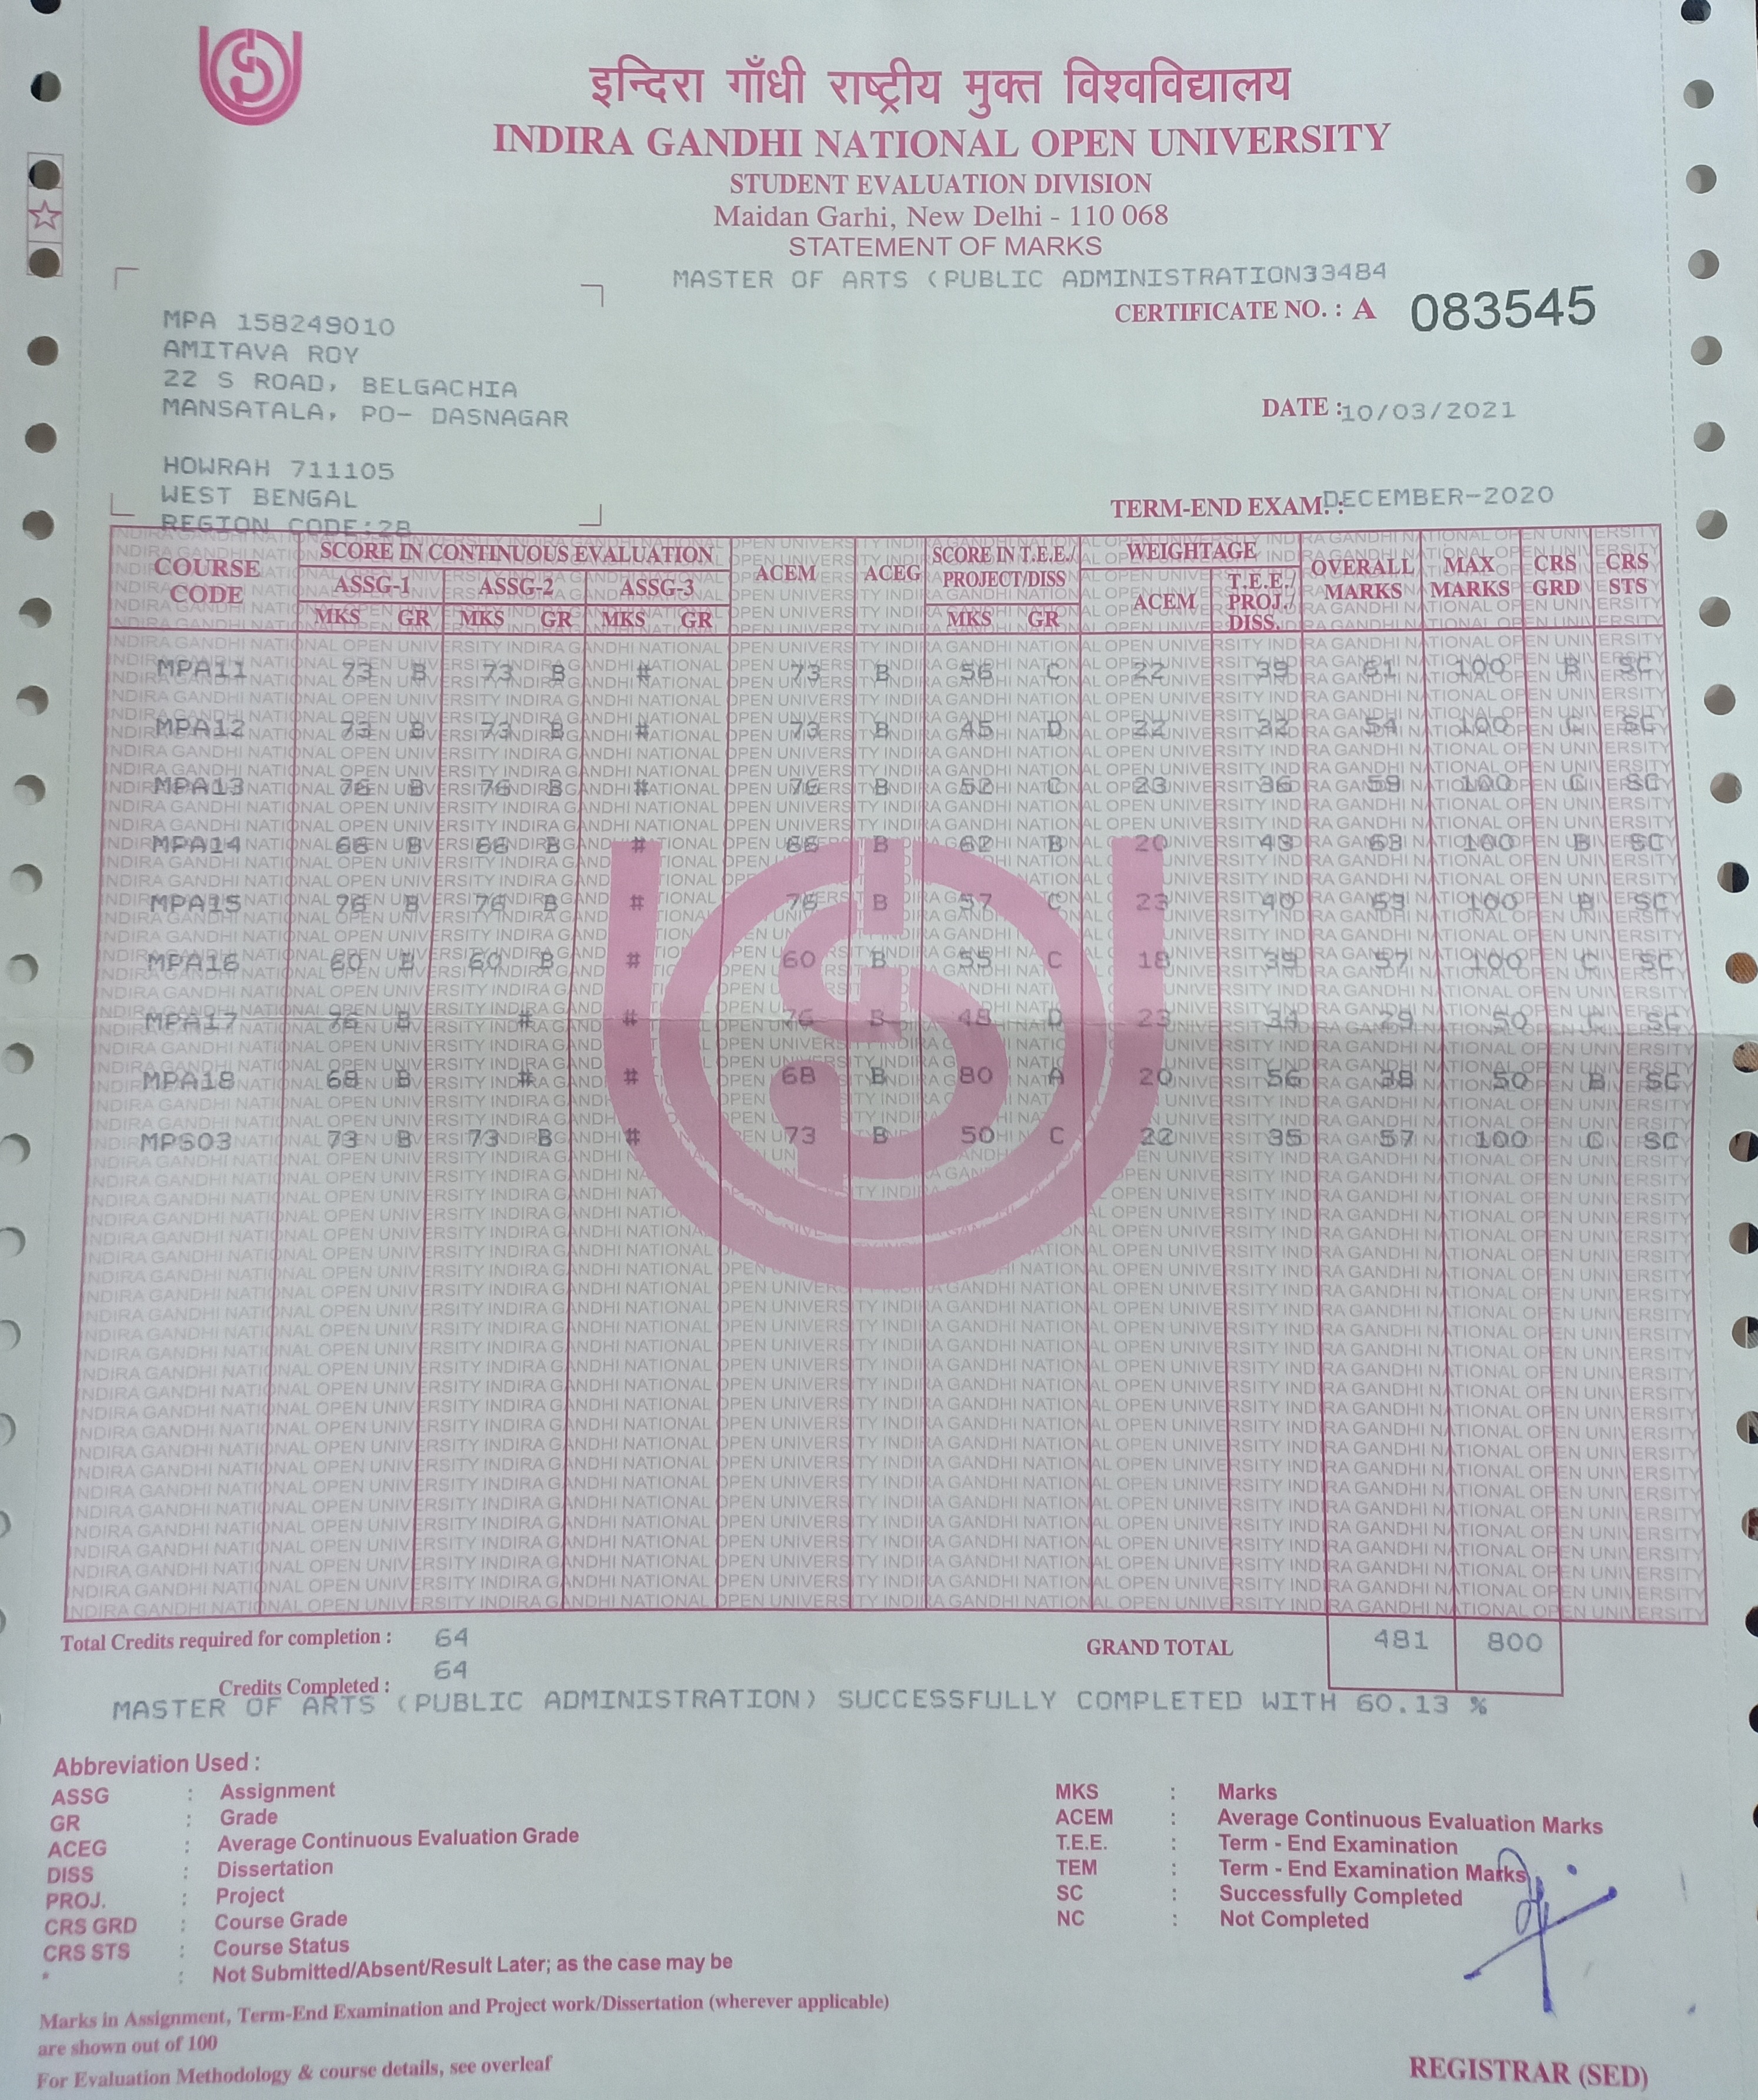 इन्दिरा गाँधी राष्ट्रीय मुक्त विश्वविद्यालय
INDIRA GANDHI NATIONAL OPEN UNIVERSITY
STUDENT EVALUATION DIVISION
Maidan Garhi, New Delhi - 110 068
STATEMENT OF MARKS
MASTER OF ARTS (PUBLIC ADMINISTRATION33484
CERTIFICATE NO. : A 083545
MPA 158249010
AMITAVA ROY
22 S ROAD, BELGACHIA
MANSATALA, PO- DASNAGAR
DATE :10/03/2021
HOWRAH 711105
WEST BENGAL
REGION CODE:28
TERM-END EXAM. : DECEMBER-2020
COURSE CODE SCORE IN CONTINUOUS EVALUATION ACEM ACEG SCORE IN T.E.E./ PROJECT/DISS WEIGHTAGE OVERALL MARKS MAX MARKS CRS GRD CRS STS
ASSG-1 ASSG-2 ASSG-3 ACEM T.E.E./ PROJ./ DISS.
MKS GR MKS GR MKS GR MKS GR
MPA11 73 B 73 B # 73 B 56 C 22 39 61 100 B SC
MPA12 73 B 73 B # 73 B 45 D 22 32 54 100 C SC
MPA13 76 B 76 B # 76 B 52 C 23 36 59 100 C SC
MPA14 66 B 66 B # 66 B 62 B 20 43 63 100 B SC
MPA15 76 B 76 B # 76 B 57 C 23 40 63 100 B SC
MPA16 60 B 60 B # 60 B 55 C 18 39 57 100 C SC
MPA17 76 B # # 76 B 48 D 23 34 29 50 C SC
MPA18 68 B # # 68 B 80 A 20 56 38 50 B SC
MPS03 73 B 73 B # 73 B 50 C 22 35 57 100 C SC
Total Credits required for completion : 64
GRAND TOTAL 481 800
Credits Completed : 64
MASTER OF ARTS (PUBLIC ADMINISTRATION) SUCCESSFULLY COMPLETED WITH 60.13 %
Abbreviation Used :
ASSG : Assignment
GR : Grade
ACEG : Average Continuous Evaluation Grade
DISS : Dissertation
PROJ. : Project
CRS GRD : Course Grade
CRS STS : Course Status
* : Not Submitted/Absent/Result Later; as the case may be
MKS : Marks
ACEM : Average Continuous Evaluation Marks
T.E.E. : Term - End Examination
TEM : Term - End Examination Marks
SC : Successfully Completed
NC : Not Completed
Marks in Assignment, Term-End Examination and Project work/Dissertation (wherever applicable)
are shown out of 100
For Evaluation Methodology & course details, see overleaf
REGISTRAR (SED)